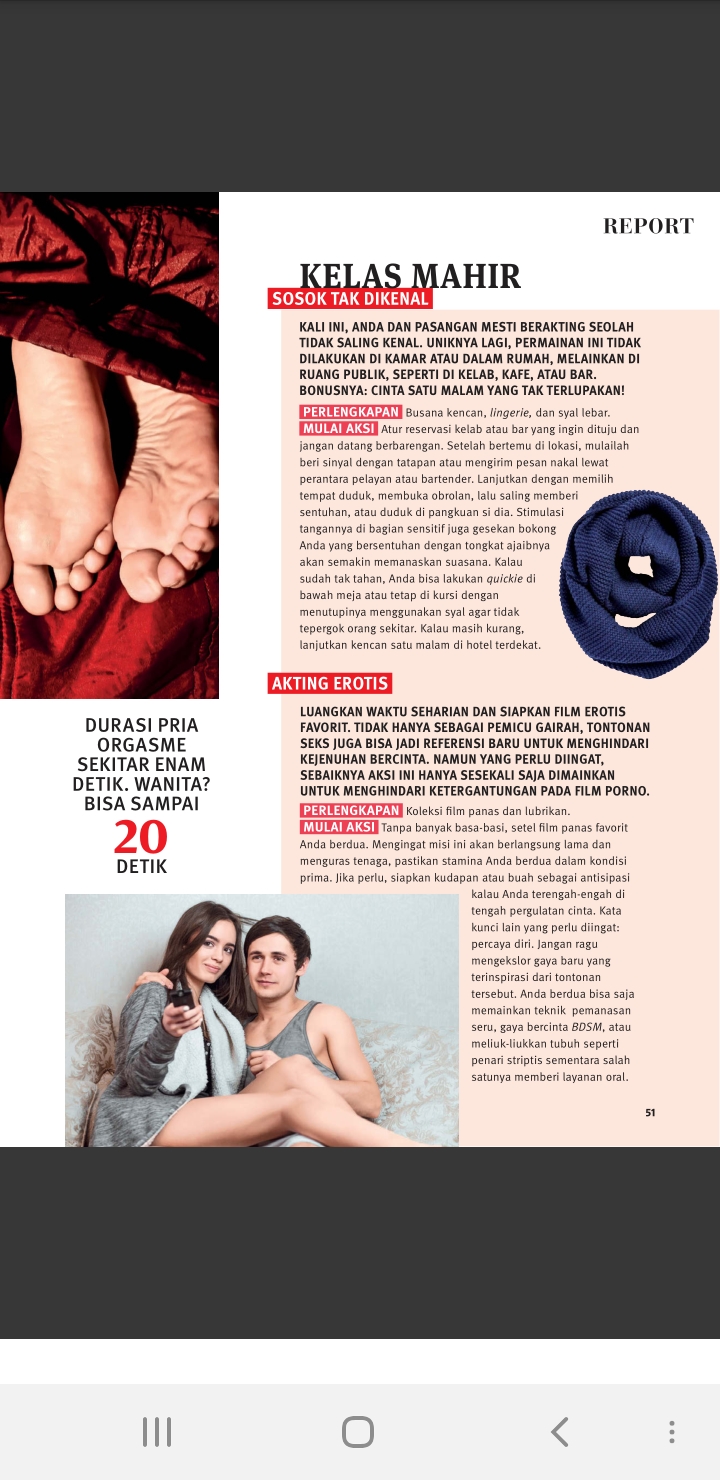 REPORT
KELAS MAHIR
SOSOK TAK DIKENAL
KALI INI, ANDA DAN PASANGAN MESTI BERAKTING SEOLAH
TIDAK SALING KENAL. UNIKNYA LAGI, PERMAINAN INI TIDAK
DILAKUKAN DI KAMAR ATAU DALAM RUMAH, MELAINKAN DI
RUANG PUBLIK, SEPERTI DI KELAB, KAFE, ATAU BAR.
BONUSNYA: CINTA SATU MALAM YANG TAK TERLUPAKAN!
PERLENGKAPAN Busana kencan, lingerie, dan syal lebar.
MULAI AKSI Atur reservasi kelab atau bar yang ingin dituju dan
jangan datang berbarengan. Setelah bertemu di lokasi, mulailah
beri sinyal dengan tatapan atau mengirim pesan nakal lewat
perantara pelayan atau bartender. Lanjutkan dengan memilih
tempat duduk, membuka obrolan, lalu saling memberi
sentuhan, atau duduk di pangkuan si dia. Stimulasi
tangannya di bagian sensitif juga gesekan bokong
Anda yang bersentuhan dengan tongkat ajaibnya
akan semakin memanaskan suasana. Kalau
sudah tak tahan, Anda bisa lakukan quickie di
bawah meja atau tetap di kursi dengan
menutupinya menggunakan syal agar tidak
tepergok orang sekitar. Kalau masih kurang,
lanjutkan kencan satu malam di hotel terdekat.
AKTING EROTIS
LUANGKAN WAKTU SEHARIAN DAN SIAPKAN FILM EROTIS
FAVORIT. TIDAK HANYA SEBAGAI PEMICU GAIRAH, TONTONAN
SEKS JUGA BISA JADI REFERENSI BARU UNTUK MENGHINDARI
KEJENUHAN BERCINTA. NAMUN YANG PERLU DIINGAT,
SEBAIKNYA AKSI INI HANYA SESEKALI SAJA DIMAINKAN
UNTUK MENGHINDARI KETERGANTUNGAN PADA FILM PORNO.
PERLENGKAPAN Koleksi film panas dan lubrikan.
MULAI AKSI Tanpa banyak basa-basi, setel film panas favorit
Anda berdua. Mengingat misi ini akan berlangsung lama dan
menguras tenaga, pastikan stamina Anda berdua dalam kondisi
prima. Jika perlu, siapkan kudapan atau buah sebagai antisipasi
kalau Anda terengah-engah di
tengah pergulatan cinta. Kata
kunci lain yang perlu diingat:
percaya diri. Jangan ragu
mengekslor gaya baru yang
terinspirasi dari tontonan
tersebut. Anda berdua bisa saja
memainkan teknik pemanasan
seru, gaya bercinta BDSM, atau
meliuk-liukkan tubuh seperti
penari striptis sementara salah
satunya memberi layanan oral.
DURASI PRIA
ORGASME
SEKITAR ENAM
DETIK. WANITA?
BISA SAMPAI
20
DETIK
51